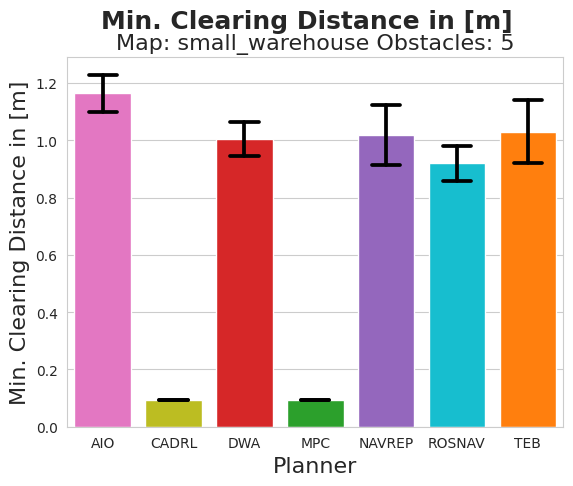 Min. Clearing Distance in [m]
Map: small_warehouse Obstacles: 5
Min. Clearing Distance in [m]
1.2
1.0
0.8
0.6
0.4
0.2
0.0
AIO CADRL DWA MPC NAVREP ROSNAV TEB
Planner